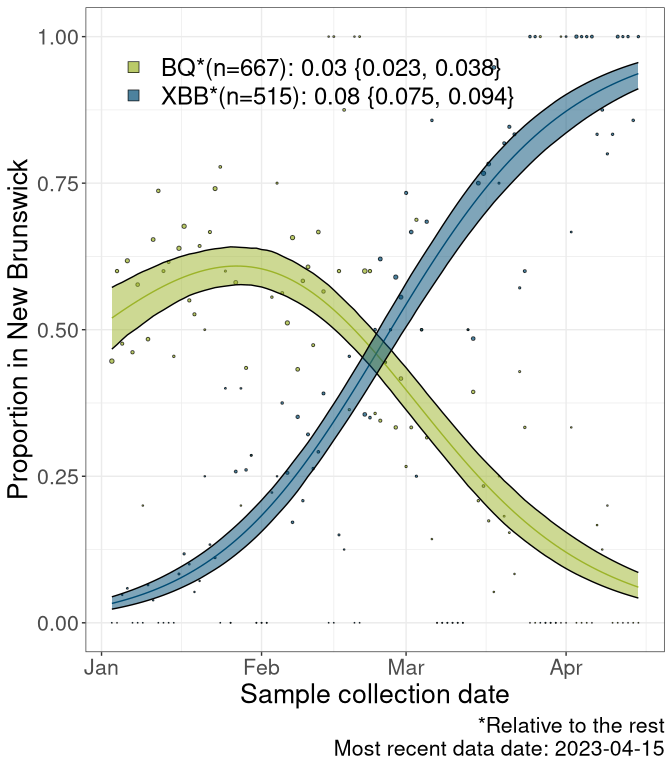 1.00
BQ*(n=667): 0.03 {0.023, 0.038}
XBB*(n=515): 0.08 {0.075, 0.094}
0.75
0.50
0.25
0.00
Proportion in New Brunswick
Jan Feb Mar Apr
Sample collection date
*Relative to the rest
Most recent data date: 2023-04-15